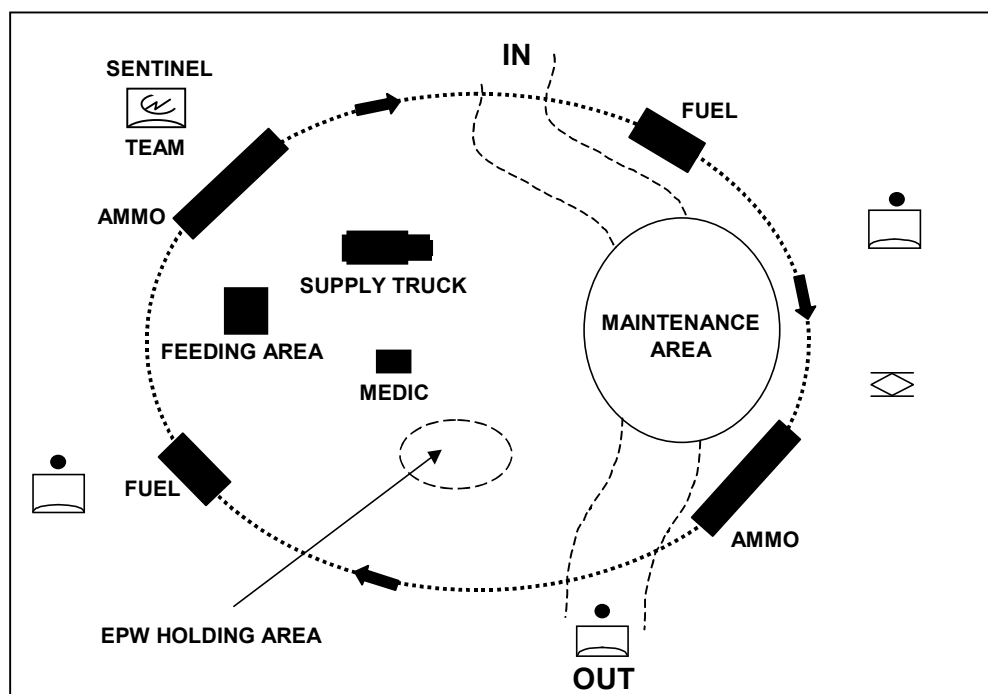 IN
SENTINEL
TEAM
FUEL
AMMO
SUPPLY TRUCK
FEEDING AREA
MAINTENANCE
AREA
MEDIC
FUEL
AMMO
EPW HOLDING AREA
OUT